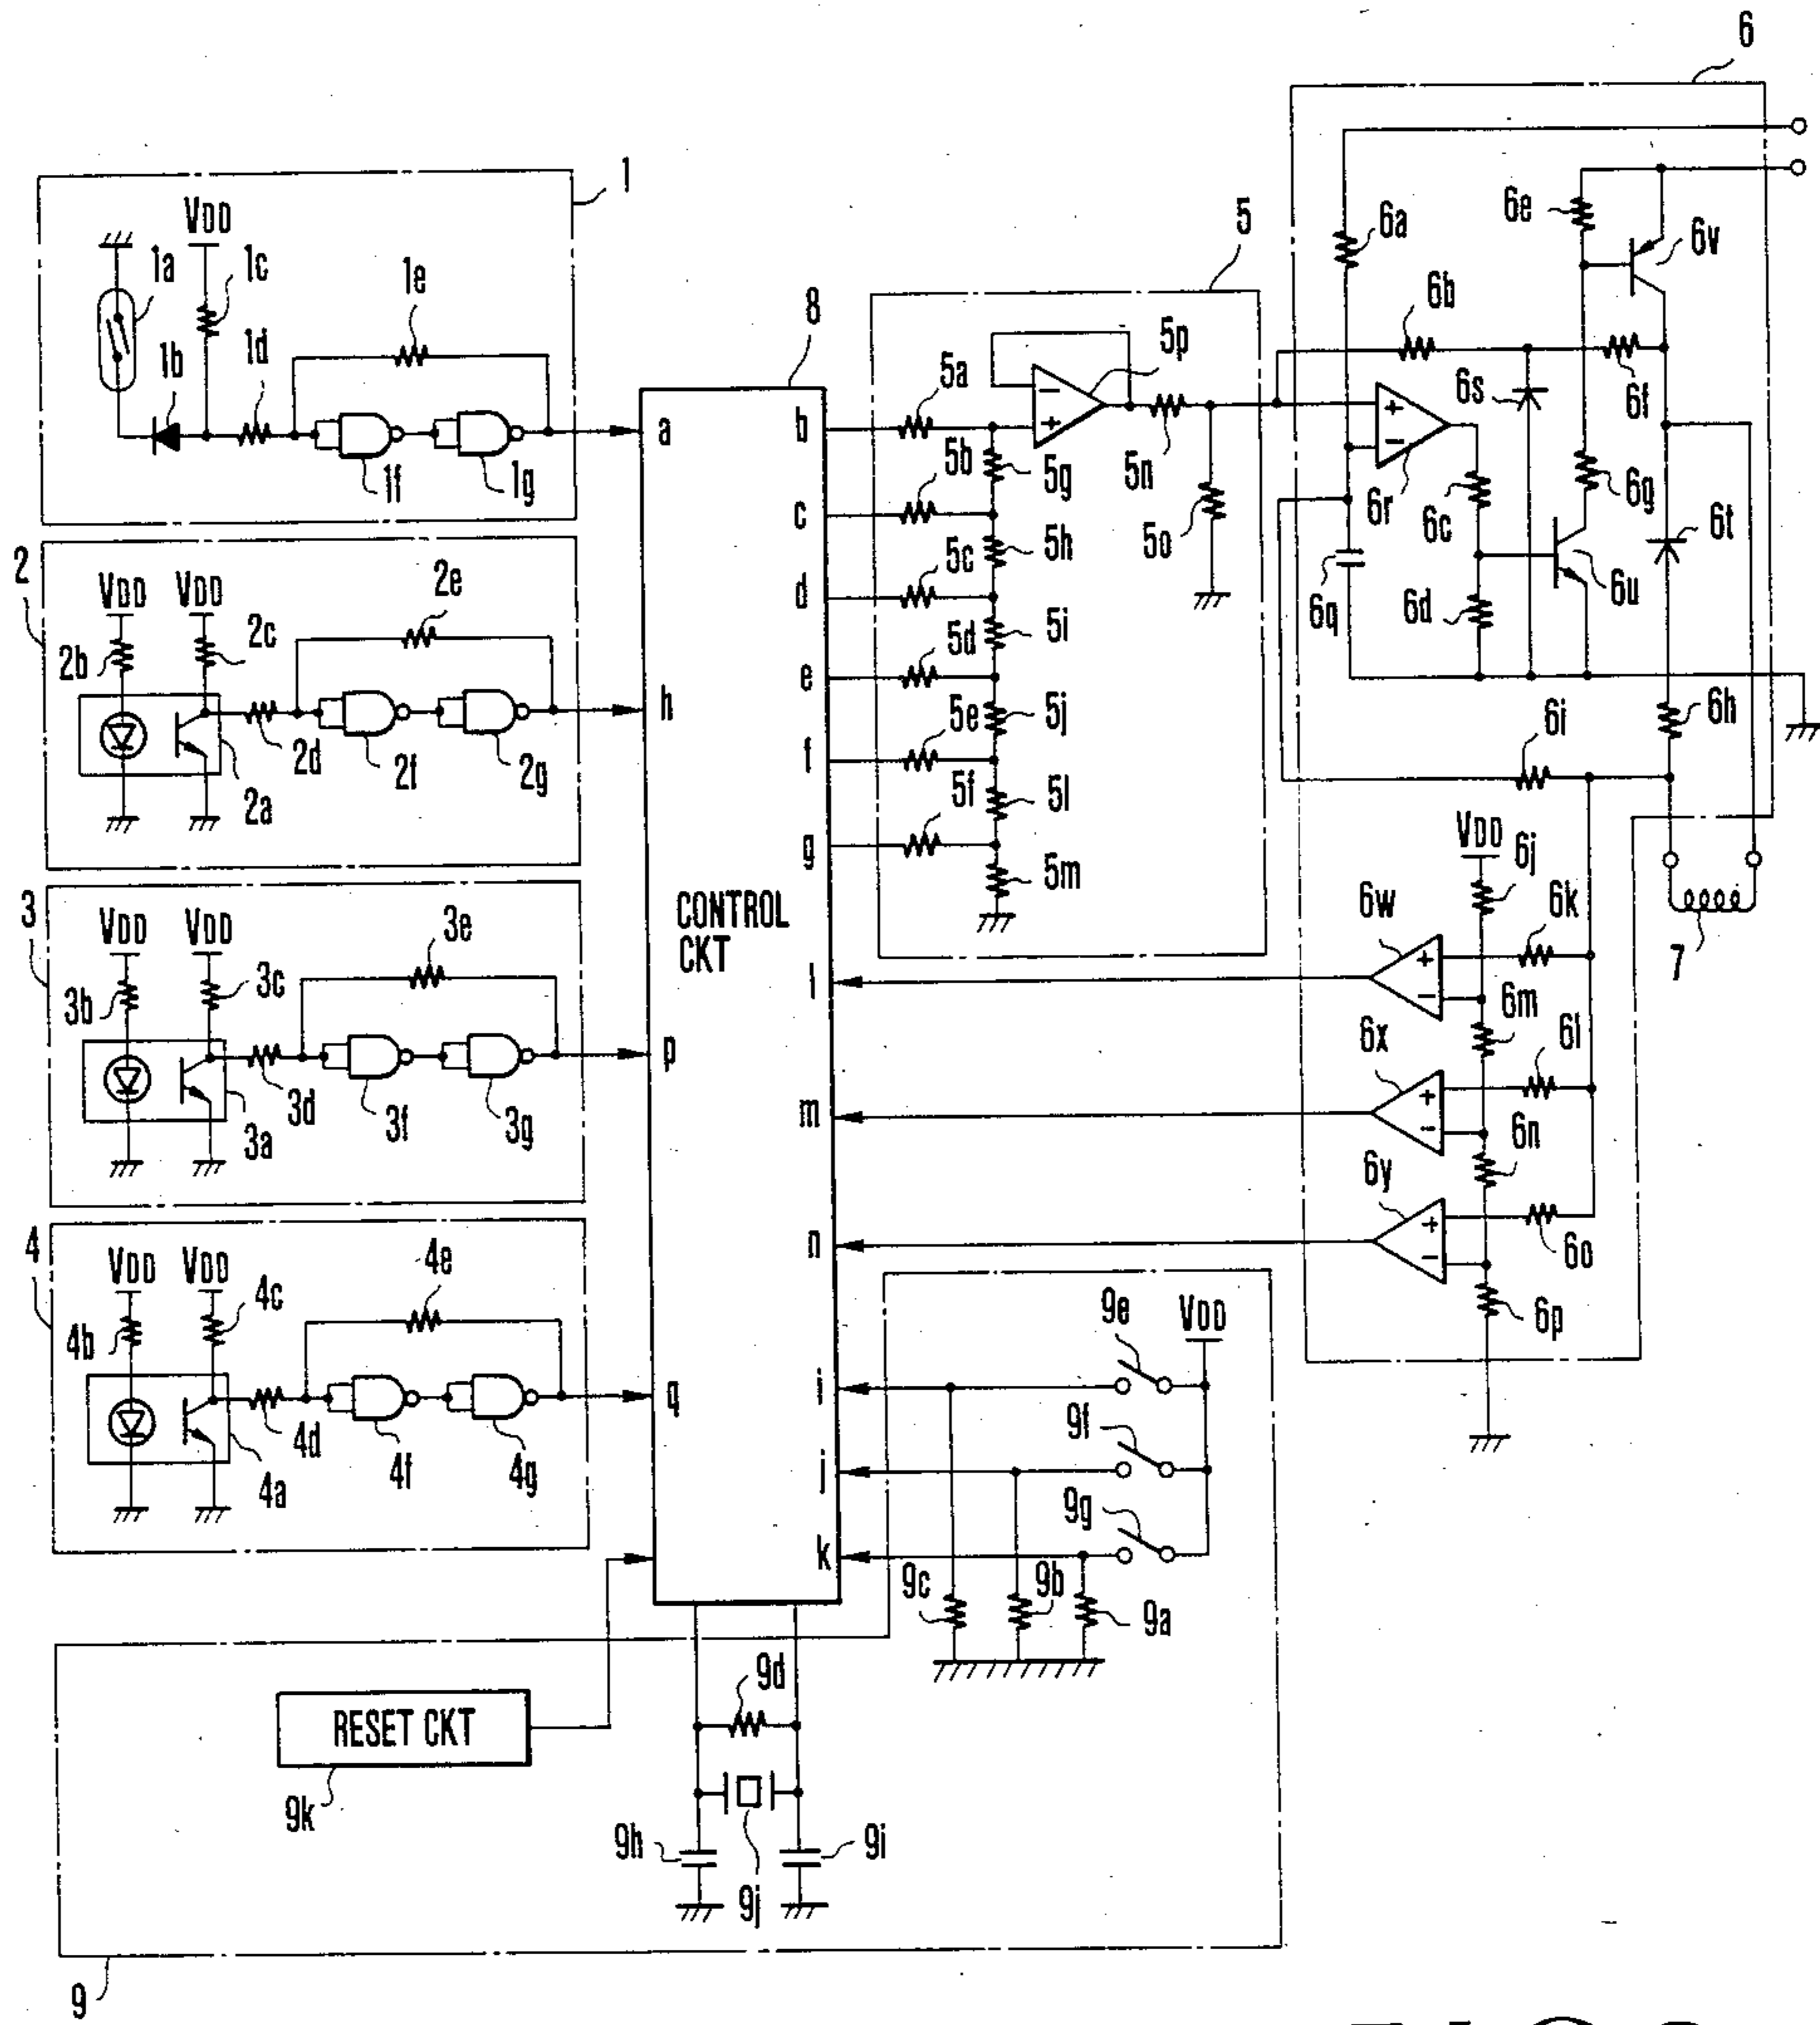 6
1
VDD
1a
1c
1e
1b
1d
1f
1g
5
6a
6e
6v
6b
6f
6s
8
5p
5a
b
a
5b
5g
5n
6r
6c
6g
6t
c
5c
5h
5o
d
6q
6d
6u
2
VDD
VDD
2e
2b
2c
5i
5d
e
h
2d
2f
2g
2a
5e
5j
6i
6h
f
5f
5l
g
5m
VDD
6j
6k
7
3
VDD
VDD
3e
3b
3c
CONTROL
CKT
6w
l
6m
6l
3d
3f
3g
3a
p
6x
m
6n
6y
n
6o
6p
4
VDD
VDD
4e
4b
4c
q
4d
4f
4g
4a
9e
VDD
i
9f
j
9g
k
9c
9b
9a
9d
RESET CKT
9k
9h
9i
9j
9